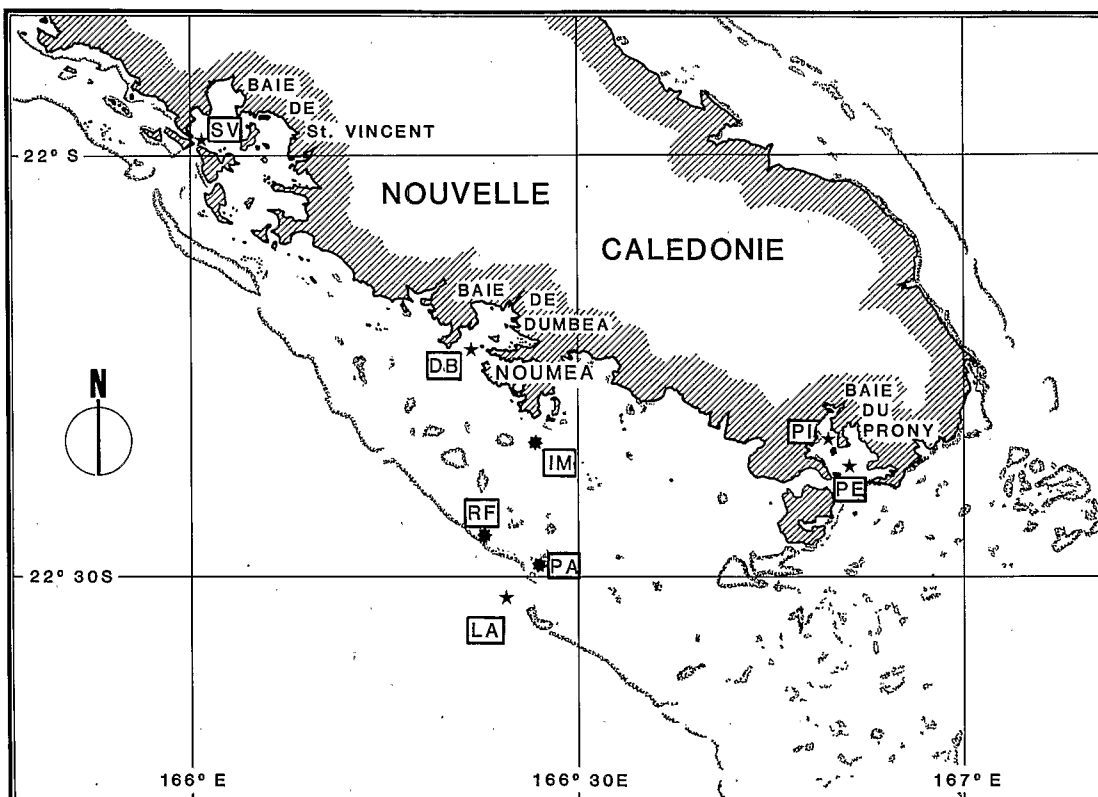 BAIE
DE
St. VINCENT
SV
22° S
NOUVELLE
CALEDONIE
BAIE DE
DUMBEA
DB
NOUMEA
N
BAIE
DU
PRONY
PI
IM
PE
RF
PA
22° 30S
LA
166° E
166° 30E
167° E